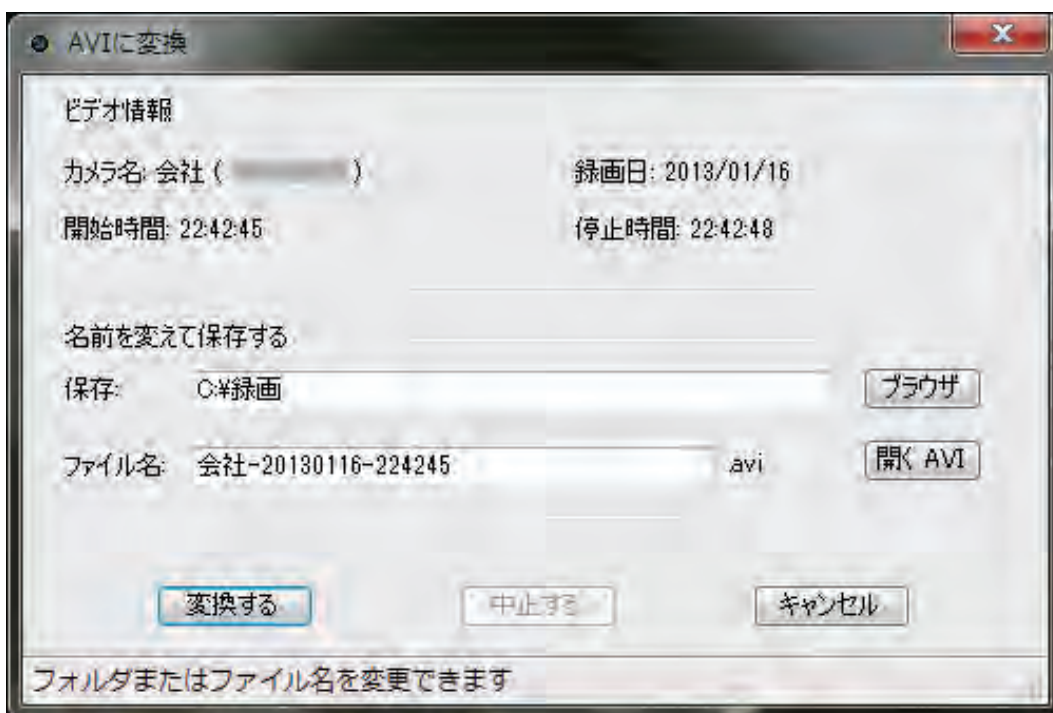 AVIに変換
ビデオ情報
カメラ名: 会社 ( )
録画日: 2013/01/16
開始時間: 22:42:45
停止時間: 22:42:48
名前を変えて保存する
保存: C:¥録画 ブラウザ
ファイル名: 会社-20130116-224245 .avi 開く AVI
変換する 中止する キャンセル
フォルダまたはファイル名を変更できます